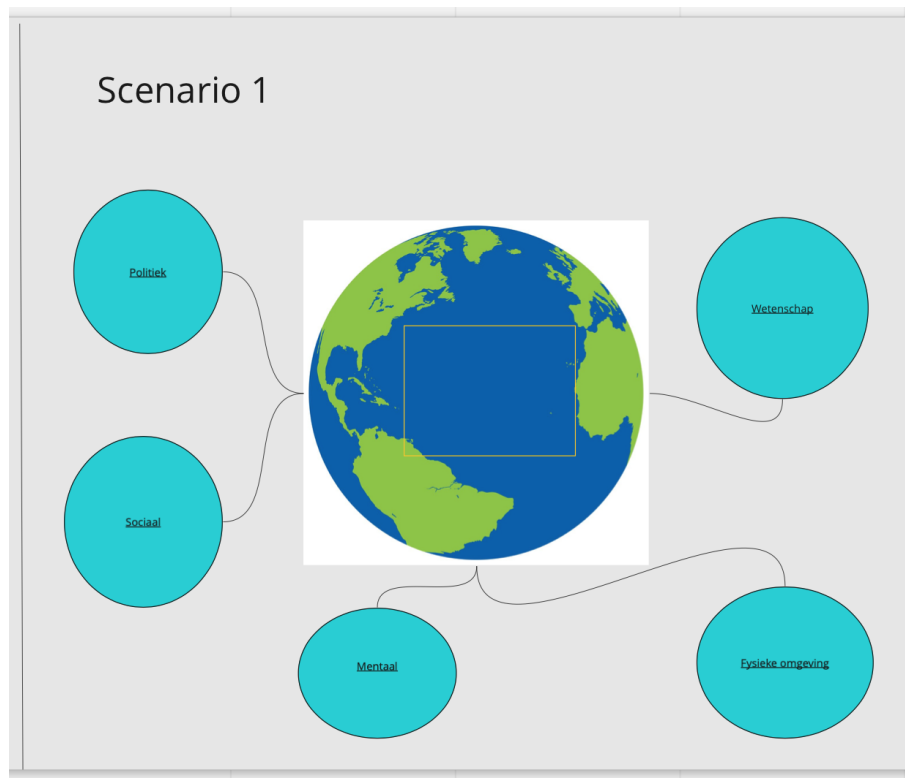 Scenario 1
Politiek
Wetenschap
Sociaal
Mentaal
Fysieke omgeving